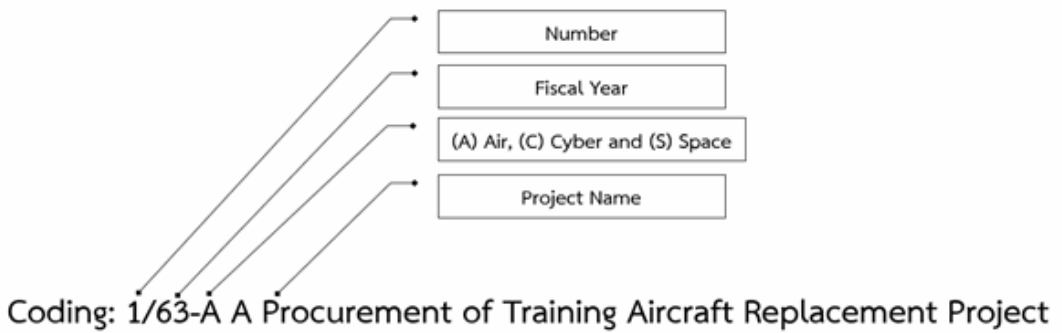 Number
Fiscal Year
(A) Air, (C) Cyber and (S) Space
Project Name
Coding: 1/63-A A Procurement of Training Aircraft Replacement Project